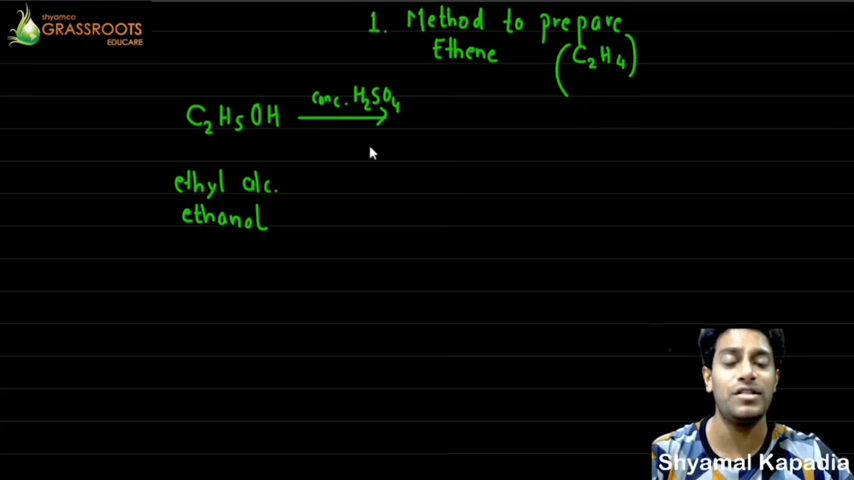 shyamco
GRASSROOTS
EDUCARE
1. Method to prepare
Ethene (C₂H₄)
C₂H₅OH conc. H₂SO₄ →
ethyl alc.
ethanol
Shyamal Kapadia